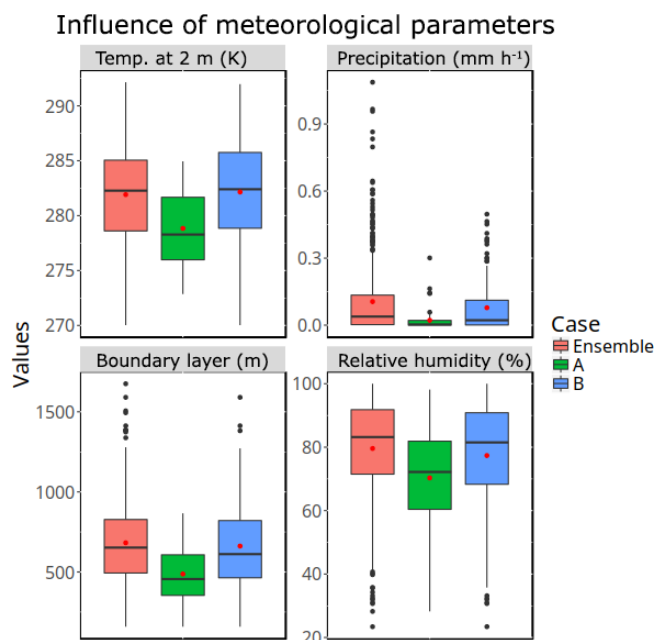 Influence of meteorological parameters
Temp. at 2 m (K)
Precipitation (mm h⁻¹)
290
285
280
275
270
0.9
0.6
0.3
0.0
Values
Boundary layer (m)
Relative humidity (%)
1500
1000
500
100
80
60
40
20
Case
Ensemble
A
B